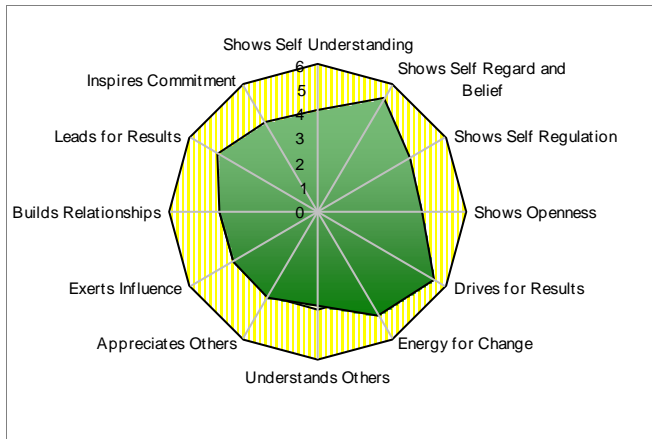 Shows Self Understanding
Inspires Commitment
Shows Self Regard and
Belief
Leads for Results
Shows Self Regulation
Builds Relationships
Shows Openness
Exerts Influence
Drives for Results
Appreciates Others
Energy for Change
Understands Others
6
5
4
3
2
1
0